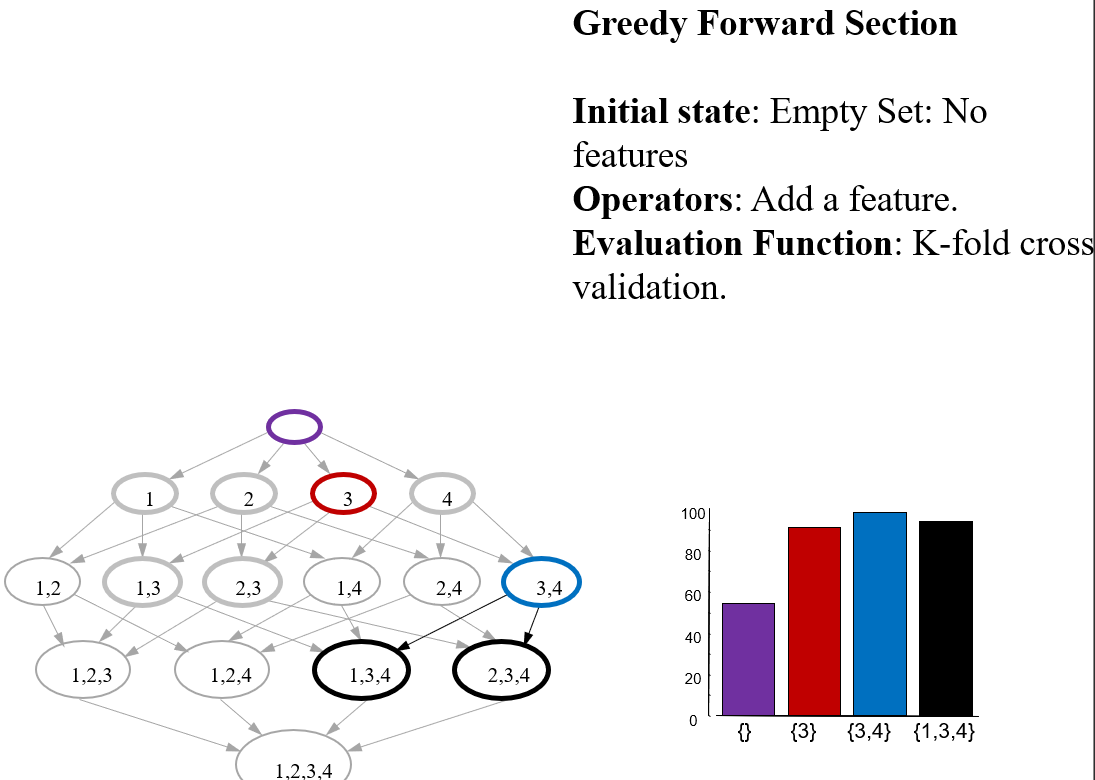 Greedy Forward Section
Initial state: Empty Set: No
features
Operators: Add a feature.
Evaluation Function: K-fold cross
validation.
1 2 3 4
1,2 1,3 2,3 1,4 2,4 3,4
1,2,3 1,2,4 1,3,4 2,3,4
1,2,3,4
100
80
60
40
20
0
{} {3} {3,4} {1,3,4}